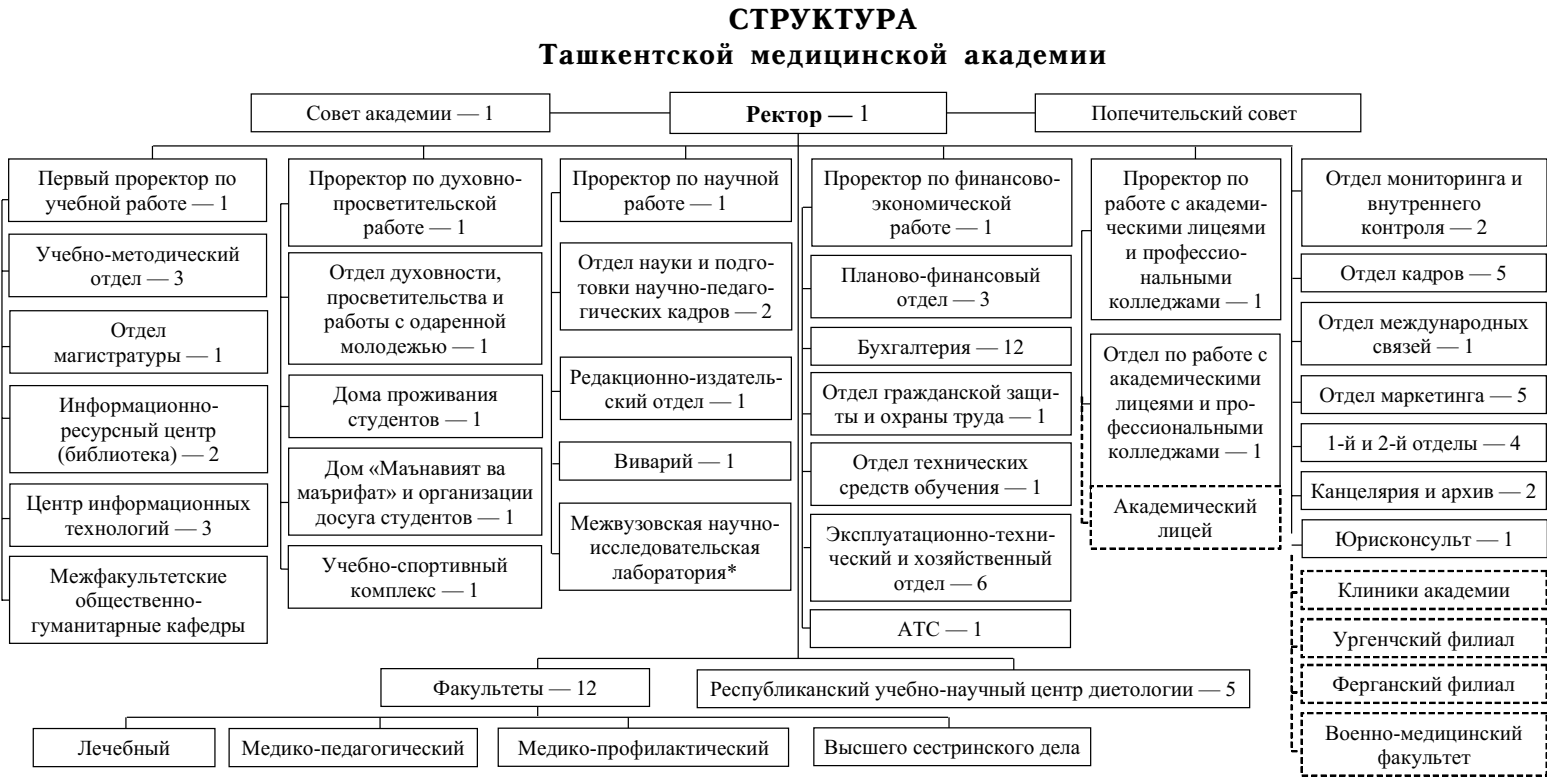 СТРУКТУРА
Ташкентской медицинской академии
Совет академии — 1
Ректор — 1
Попечительский совет
Первый проректор по
учебной работе — 1
Учебно-методический
отдел — 3
Отдел
магистратуры — 1
Информационно-
ресурсный центр
(библиотека) — 2
Центр информационных
технологий — 3
Межфакультетские
общественно-
гуманитарные кафедры
Проректор по духовно-
просветительской
работе — 1
Отдел духовности,
просветительства и
работы с одаренной
молодежью — 1
Дома проживания
студентов — 1
Дом «Маънавият ва
маърифат» и организации
досуга студентов — 1
Учебно-спортивный
комплекс — 1
Проректор по научной
работе — 1
Отдел науки и подго-
товки научно-педаго-
гических кадров — 2
Редакционно-издатель-
ский отдел — 1
Виварий — 1
Межвузовская научно-
исследовательская
лаборатория*
Проректор по финансово-
экономической
работе — 1
Планово-финансовый
отдел — 3
Бухгалтерия — 12
Отдел гражданской защи-
ты и охраны труда — 1
Отдел технических
средств обучения — 1
Эксплуатационно-техни-
ческий и хозяйственный
отдел — 6
АТС — 1
Проректор по
работе с академи-
ческими лицеями
и профессио-
нальными
колледжами — 1
Отдел по работе с
академическими
лицеями и про-
фессиональными
колледжами — 1
Академический
лицей
Отдел мониторинга и
внутреннего
контроля — 2
Отдел кадров — 5
Отдел международных
связей — 1
Отдел маркетинга — 5
1-й и 2-й отделы — 4
Канцелярия и архив — 2
Юрисконсульт — 1
Клиники академии
Ургенчский филиал
Ферганский филиал
Военно-медицинский
факультет
Факультеты — 12
Республиканский учебно-научный центр диетологии — 5
Лечебный
Медико-педагогический
Медико-профилактический
Высшего сестринского дела